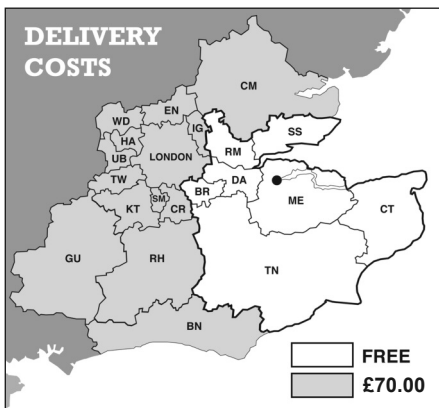 DELIVERY
COSTS
CM
EN
WD
IG
HA
SS
UB
LONDON
RM
TW
DA
BR
SM
ME
KT
CR
CT
GU
RH
TN
BN
FREE
£70.00